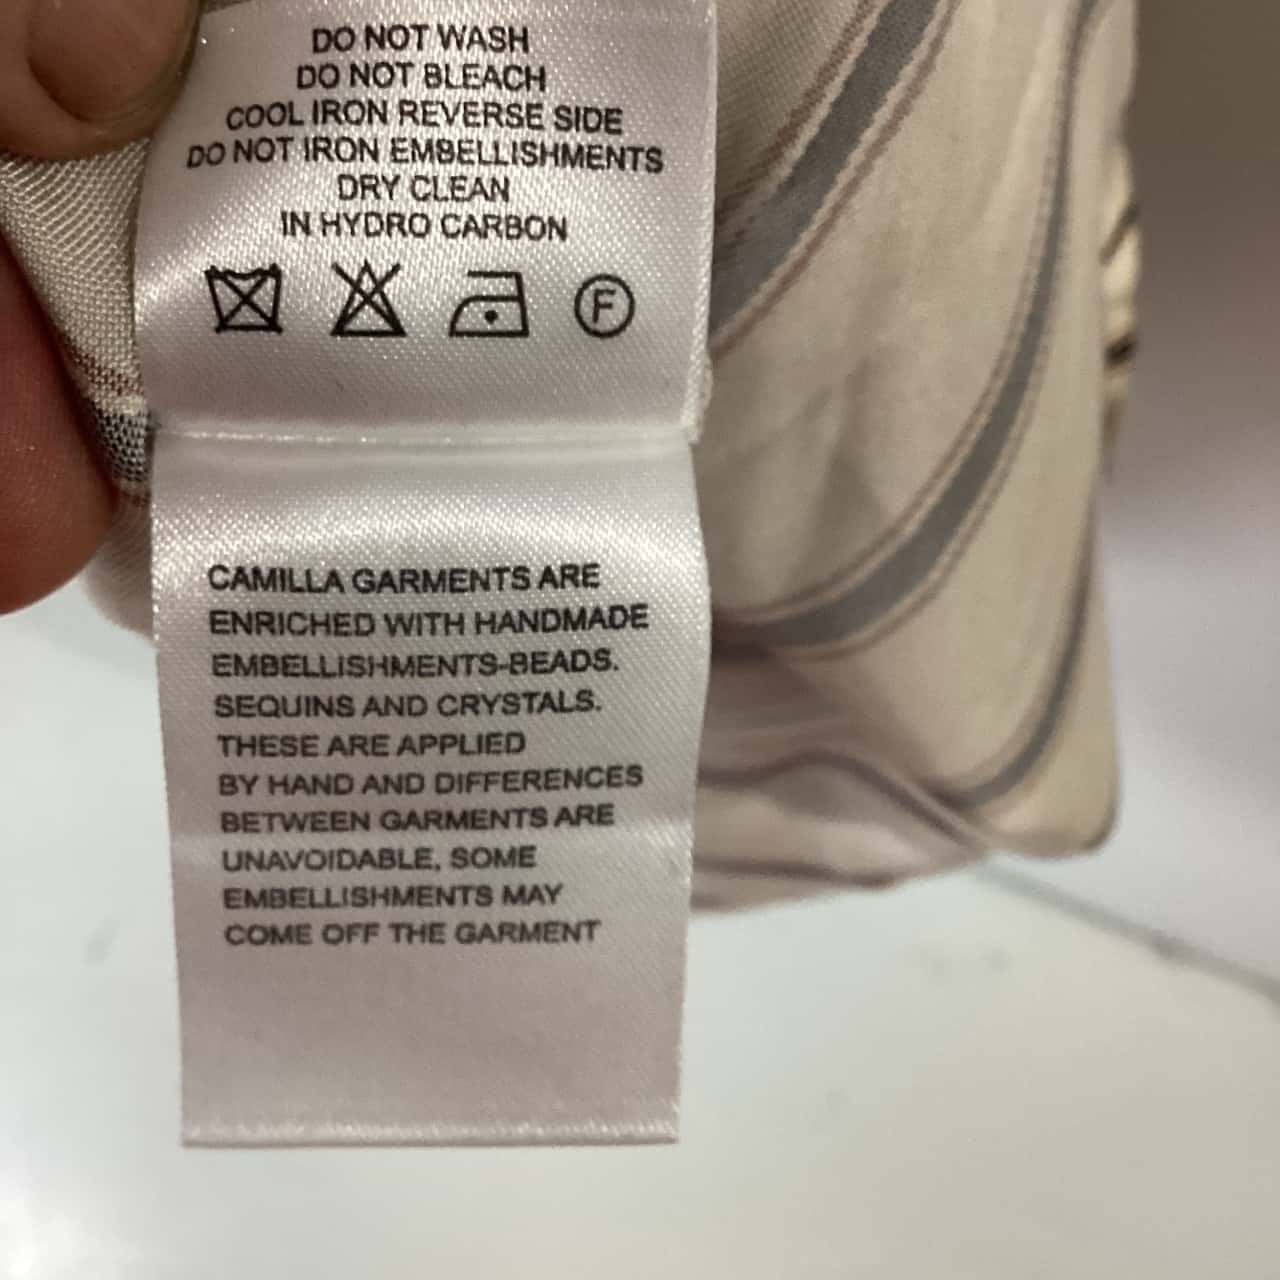 DO NOT WASH
DO NOT BLEACH
COOL IRON REVERSE SIDE
DO NOT IRON EMBELLISHMENTS
DRY CLEAN
IN HYDRO CARBON
F
CAMILLA GARMENTS ARE
ENRICHED WITH HANDMADE
EMBELLISHMENTS-BEADS.
SEQUINS AND CRYSTALS.
THESE ARE APPLIED
BY HAND AND DIFFERENCES
BETWEEN GARMENTS ARE
UNAVOIDABLE, SOME
EMBELLISHMENTS MAY
COME OFF THE GARMENT